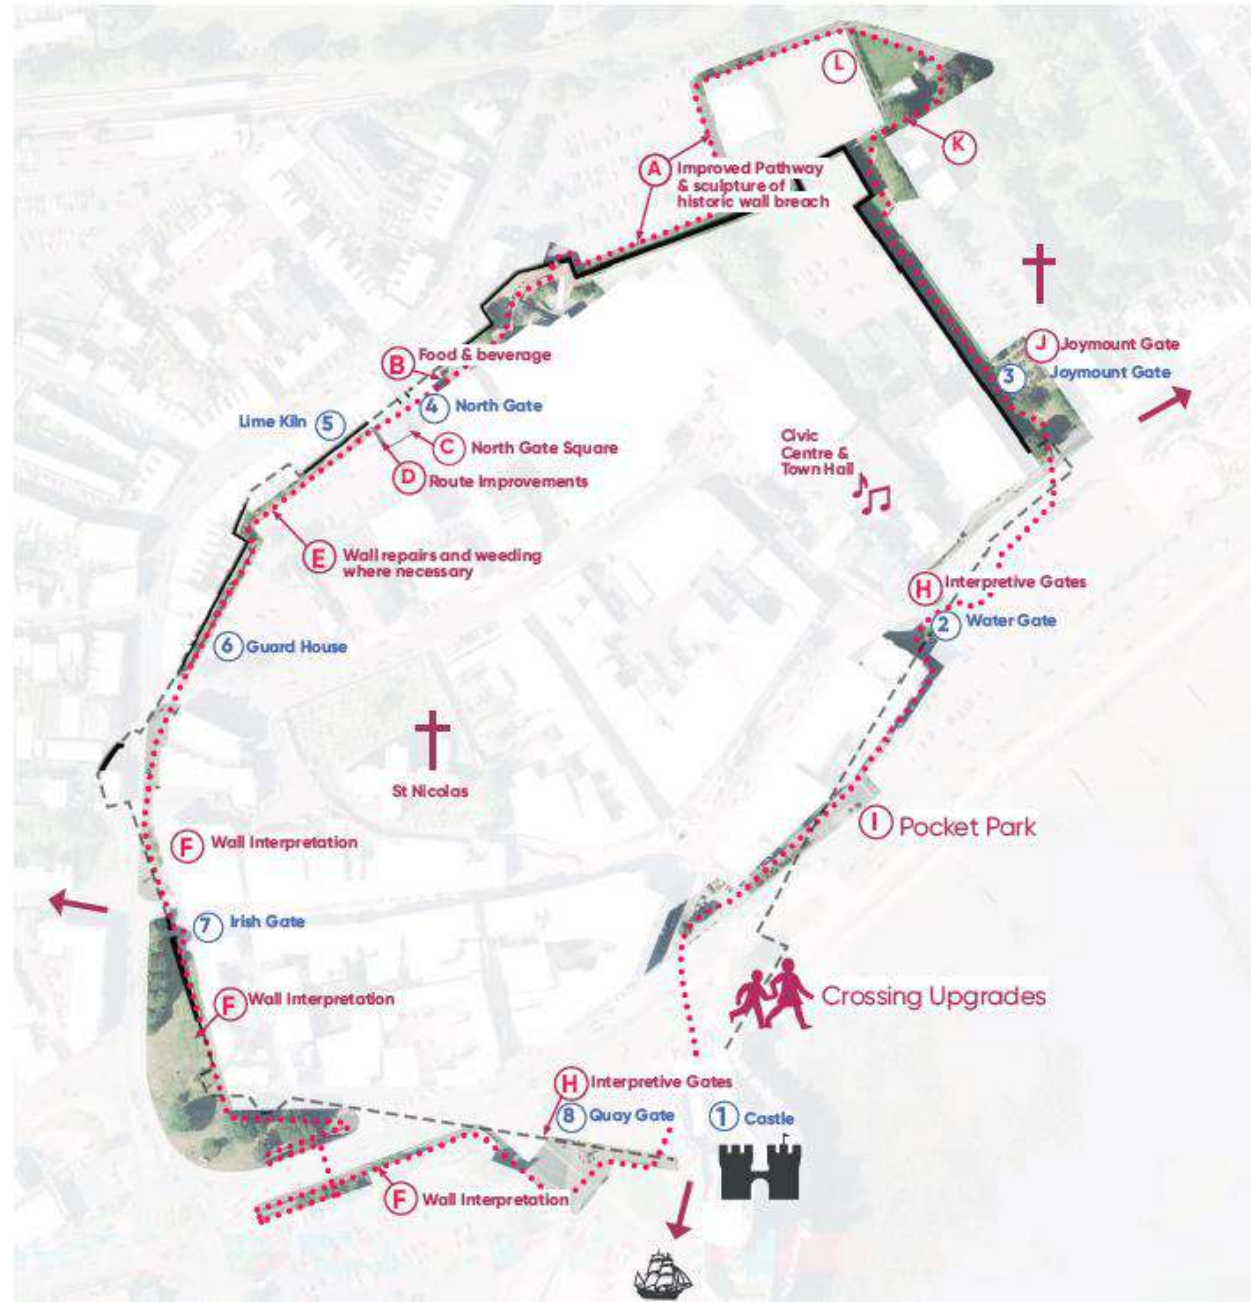 L
K
A
Improved Pathway
& sculpture of
historic wall breach
J Joymount Gate
3 Joymount Gate
B Food & beverage
4 North Gate
Lime Kiln 5
C North Gate Square
D Route Improvements
Civic
Centre &
Town Hall
E Wall repairs and weeding
where necessary
H Interpretive Gates
2 Water Gate
6 Guard House
St Nicolas
I Pocket Park
F Wall Interpretation
7 Irish Gate
F Wall Interpretation
Crossing Upgrades
H Interpretive Gates
8 Quay Gate
1 Castle
F Wall Interpretation